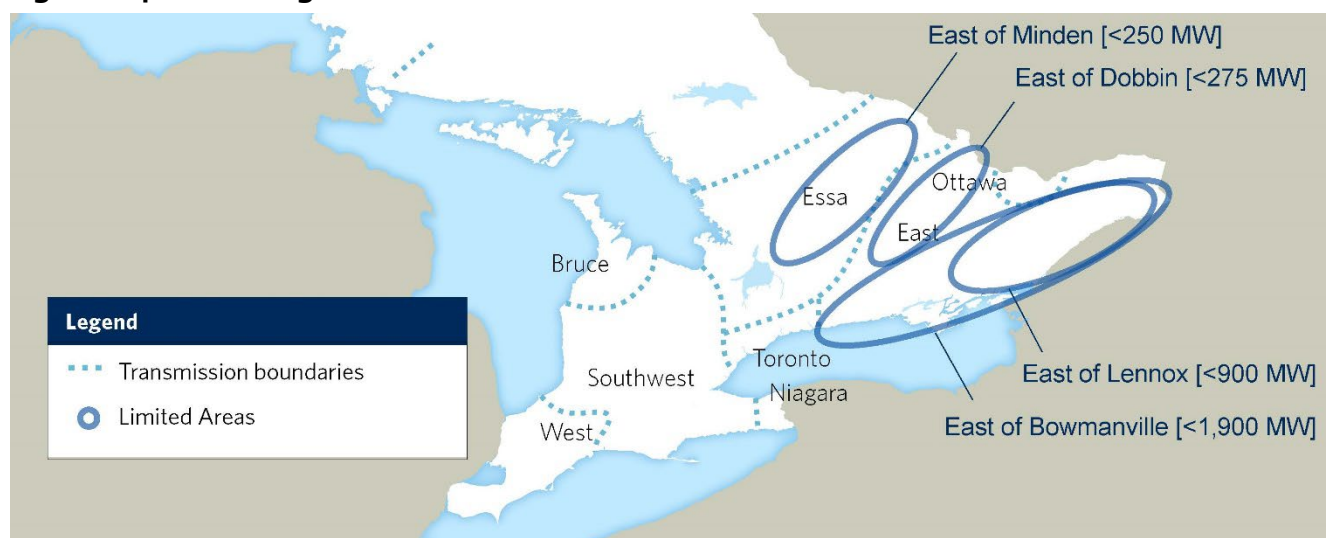 East of Minden [<250 MW]
East of Dobbin [<275 MW]
Essa
Ottawa
East
Bruce
Legend
Transmission boundaries
Limited Areas
Toronto
Southwest
Niagara
West
East of Lennox [<900 MW]
East of Bowmanville [<1,900 MW]